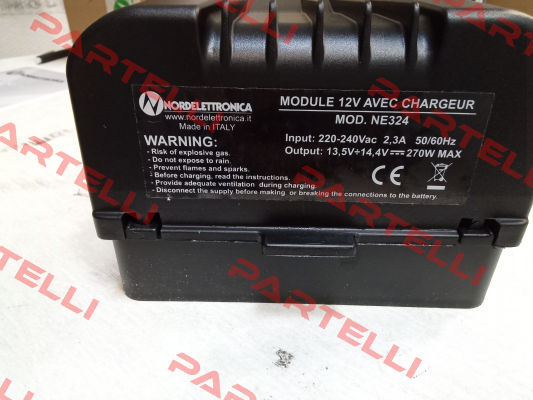 NORDELETTRONICA
www.nordelettronica.it
Made in ITALY
MODULE 12V AVEC CHARGEUR
MOD. NE324
Input: 220-240Vac 2,3A 50/60Hz
Output: 13,5V÷14,4V⎓270W MAX
WARNING:
- Risk of explosive gas.
- Do not expose to rain.
- Prevent flames and sparks.
- Before charging, read the instructions.
- Provide adequate ventilation during charging.
- Disconnect the supply before making or breaking the connections to the battery.
CE
PARTELLI
PARTELLI
PARTELLI
PARTELLI
PARTELLI
PARTELLI